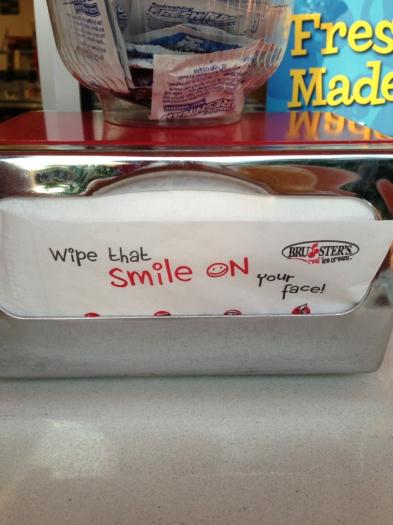 Fres
Made
Wipe that
smile ON
your
face!
BRUSTER'S
real ice cream